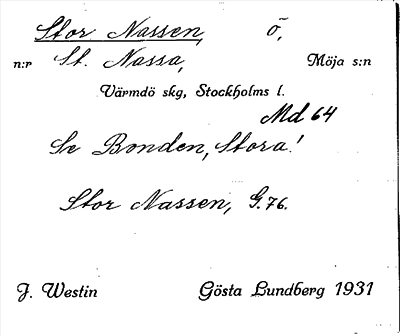 Stor Nassen, ö,
n:r St. Nassa, Möja s:n
Värmdö skg, Stockholms l.
Md 64
Se Bonden, Stora!
Stor Nassen, G.76.
J. Westin Gösta Lundberg 1931